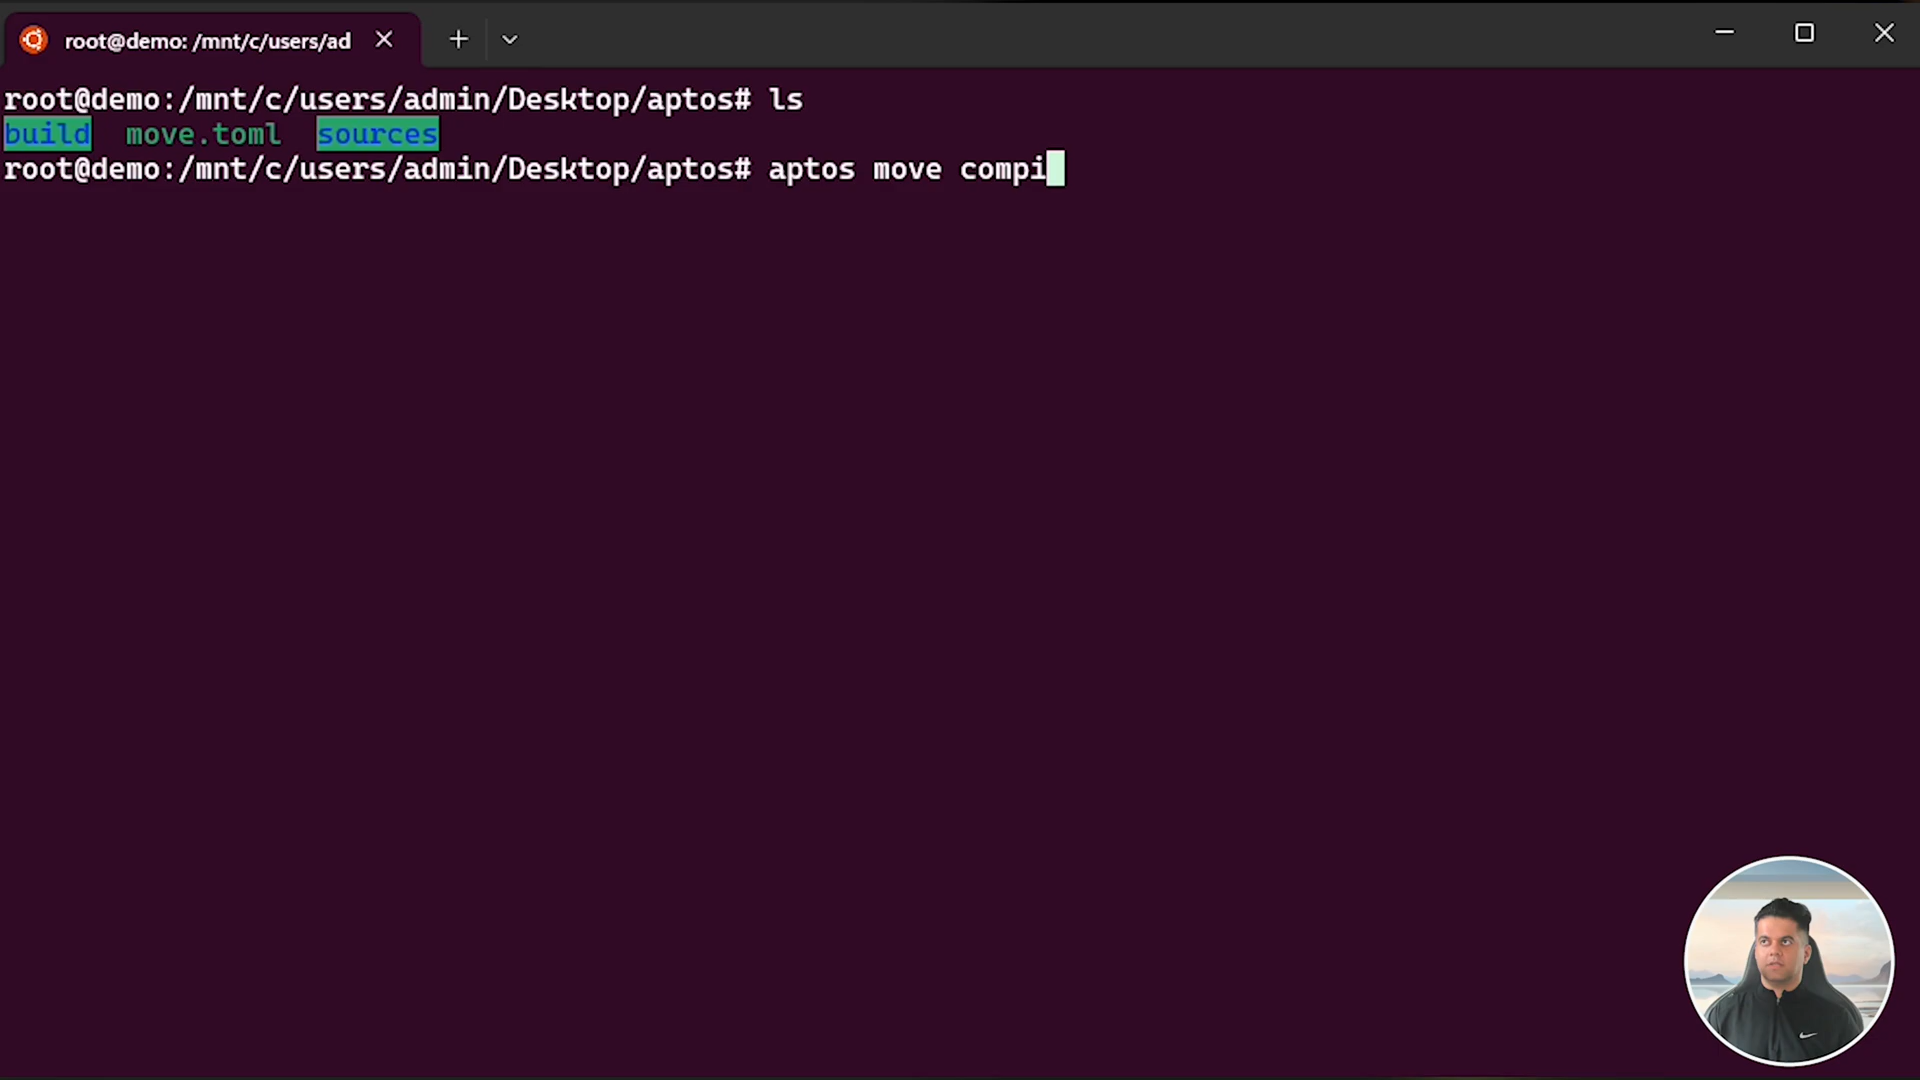 root@demo: /mnt/c/users/ad
root@demo:/mnt/c/users/admin/Desktop/aptos# ls
build move.toml sources
root@demo:/mnt/c/users/admin/Desktop/aptos# aptos move compi